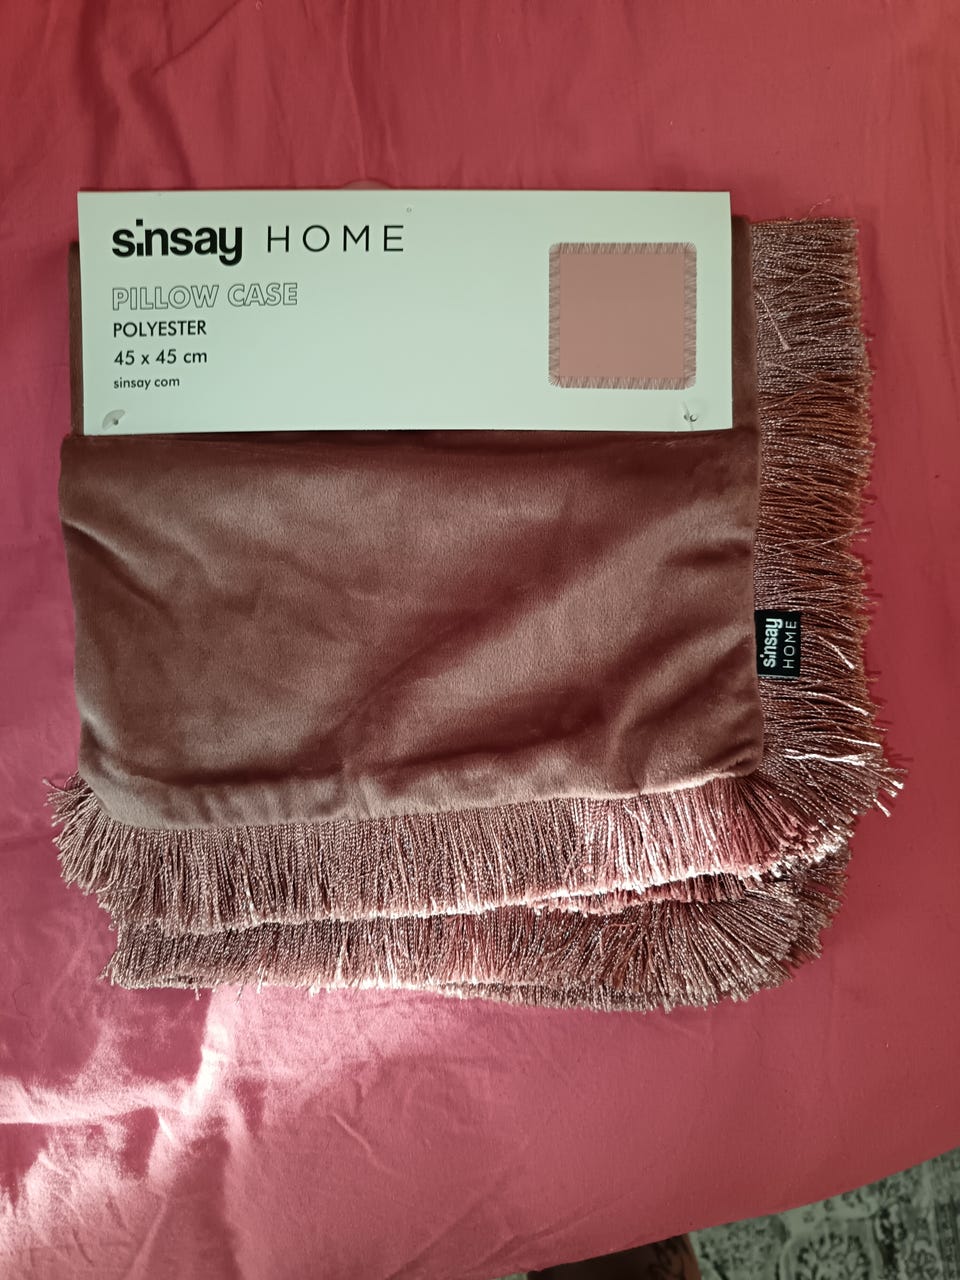 sinsay HOME
PILLOW CASE
POLYESTER
45 x 45 cm
sinsay com
sinsay
HOME